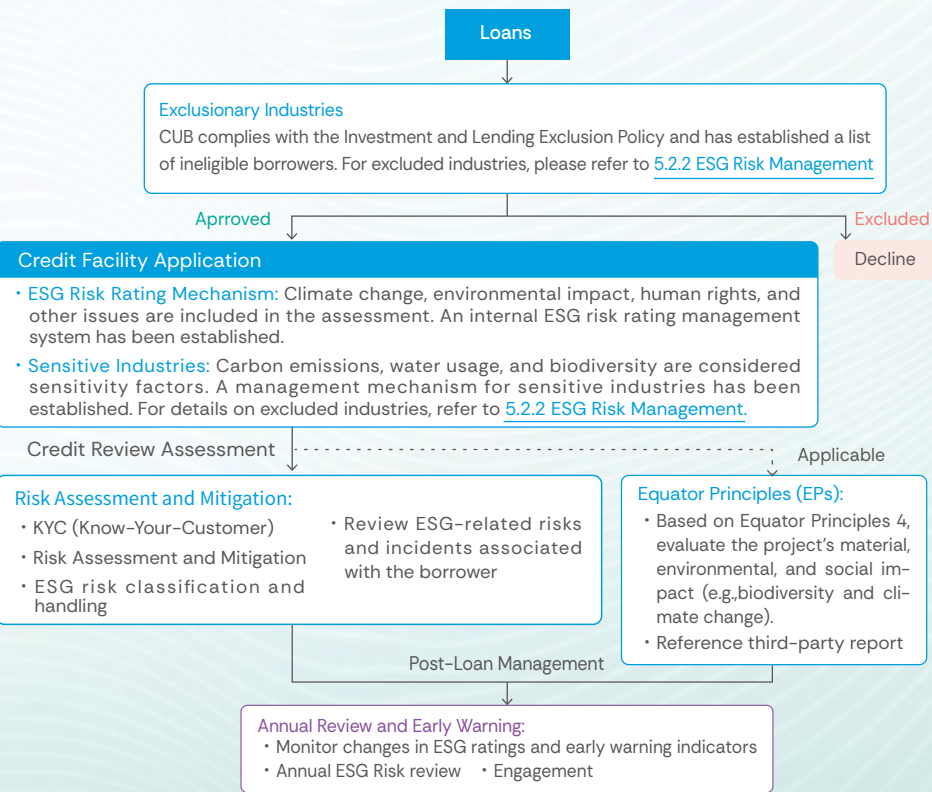 Loans
Exclusionary Industries
CUB complies with the Investment and Lending Exclusion Policy and has established a list
of ineligible borrowers. For excluded industries, please refer to 5.2.2 ESG Risk Management
Aprroved
Excluded
Decline
Credit Facility Application
・ESG Risk Rating Mechanism: Climate change, environmental impact, human rights, and
other issues are included in the assessment. An internal ESG risk rating management
system has been established.
・Sensitive Industries: Carbon emissions, water usage, and biodiversity are considered
sensitivity factors. A management mechanism for sensitive industries has been
established. For details on excluded industries, refer to 5.2.2 ESG Risk Management.
Credit Review Assessment
Applicable
Risk Assessment and Mitigation:
・KYC (Know-Your-Customer)
・Risk Assessment and Mitigation
・ESG risk classification and
handling
・Review ESG-related risks
and incidents associated
with the borrower
Equator Principles (EPs):
・Based on Equator Principles 4,
evaluate the project's material,
environmental, and social im-
pact (e.g.,biodiversity and cli-
mate change).
・Reference third-party report
Post-Loan Management
Annual Review and Early Warning:
・Monitor changes in ESG ratings and early warning indicators
・Annual ESG Risk review ・Engagement